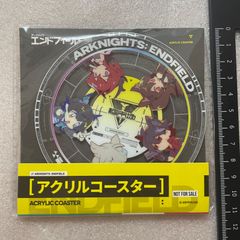 エンドフィールド
ACRYLIC COASTER
ARKNIGHTS: ENDFIELD
// ARKNIGHTS: ENDFIELD
[アクリルコースター]
ACRYLIC COASTER
NOT FOR SALE
ENDFIELD